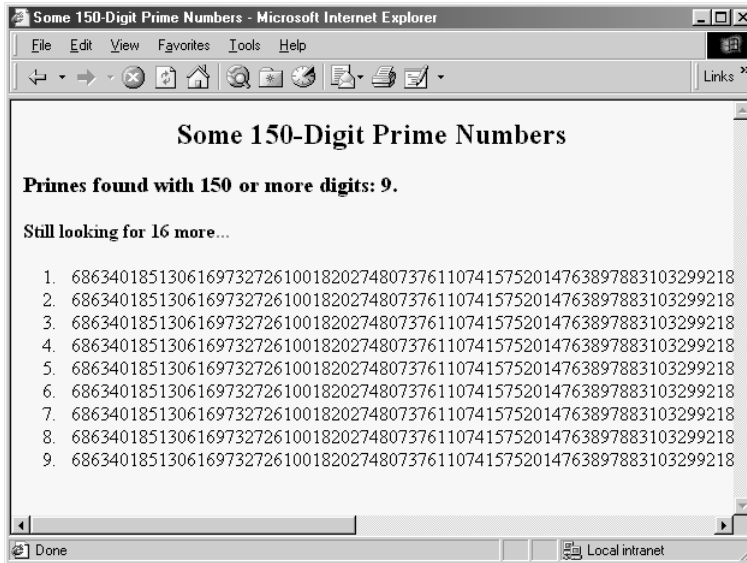 Some 150-Digit Prime Numbers - Microsoft Internet Explorer
File Edit View Favorites Tools Help
Links »
Some 150-Digit Prime Numbers
Primes found with 150 or more digits: 9.
Still looking for 16 more...
1. 686340185130616973272610018202748073761107415752014763897883103299218
2. 686340185130616973272610018202748073761107415752014763897883103299218
3. 686340185130616973272610018202748073761107415752014763897883103299218
4. 686340185130616973272610018202748073761107415752014763897883103299218
5. 686340185130616973272610018202748073761107415752014763897883103299218
6. 686340185130616973272610018202748073761107415752014763897883103299218
7. 686340185130616973272610018202748073761107415752014763897883103299218
8. 686340185130616973272610018202748073761107415752014763897883103299218
9. 686340185130616973272610018202748073761107415752014763897883103299218
Done Local intranet